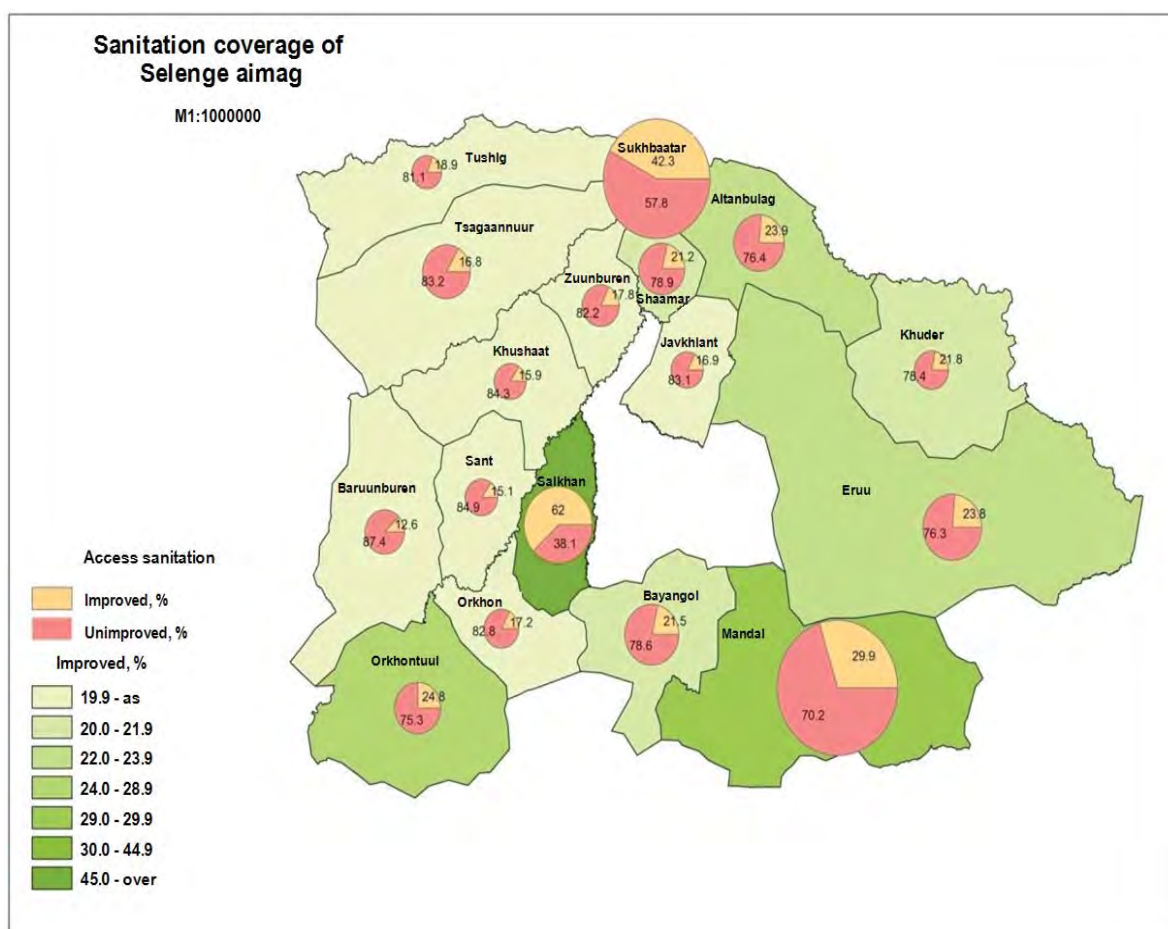 Sanitation coverage of
Selenge aimag
M1:1000000
Sukhbaatar
42.3
57.8
Tushig
18.9
81.1
Altanbulag
23.9
76.4
Tsagaannuur
16.8
83.2
Zuunburen
17.8
82.2
21.2
78.9
Shaamar
Khuder
21.8
78.4
Javkhlant
16.9
83.1
Khushaat
15.9
84.3
Sant
15.1
84.9
Saikhan
62
38.1
Baruunburen
12.6
87.4
Eruu
23.8
76.3
Orkhon
17.2
82.8
Bayangol
21.5
78.6
Mandal
29.9
70.2
Orkhontuul
24.8
75.3
Access sanitation
Improved, %
Unimproved, %
Improved, %
19.9 - as
20.0 - 21.9
22.0 - 23.9
24.0 - 28.9
29.0 - 29.9
30.0 - 44.9
45.0 - over